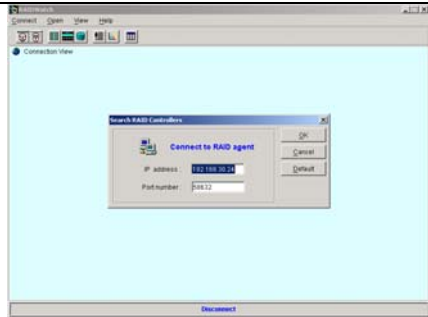 RAIDWatch
Connect Open View Help
Connection View
Search RAID Controllers
Connect to RAID agent
IP address : 192.168.30.24
Port number : 58632
OK
Cancel
Default
Disconnect